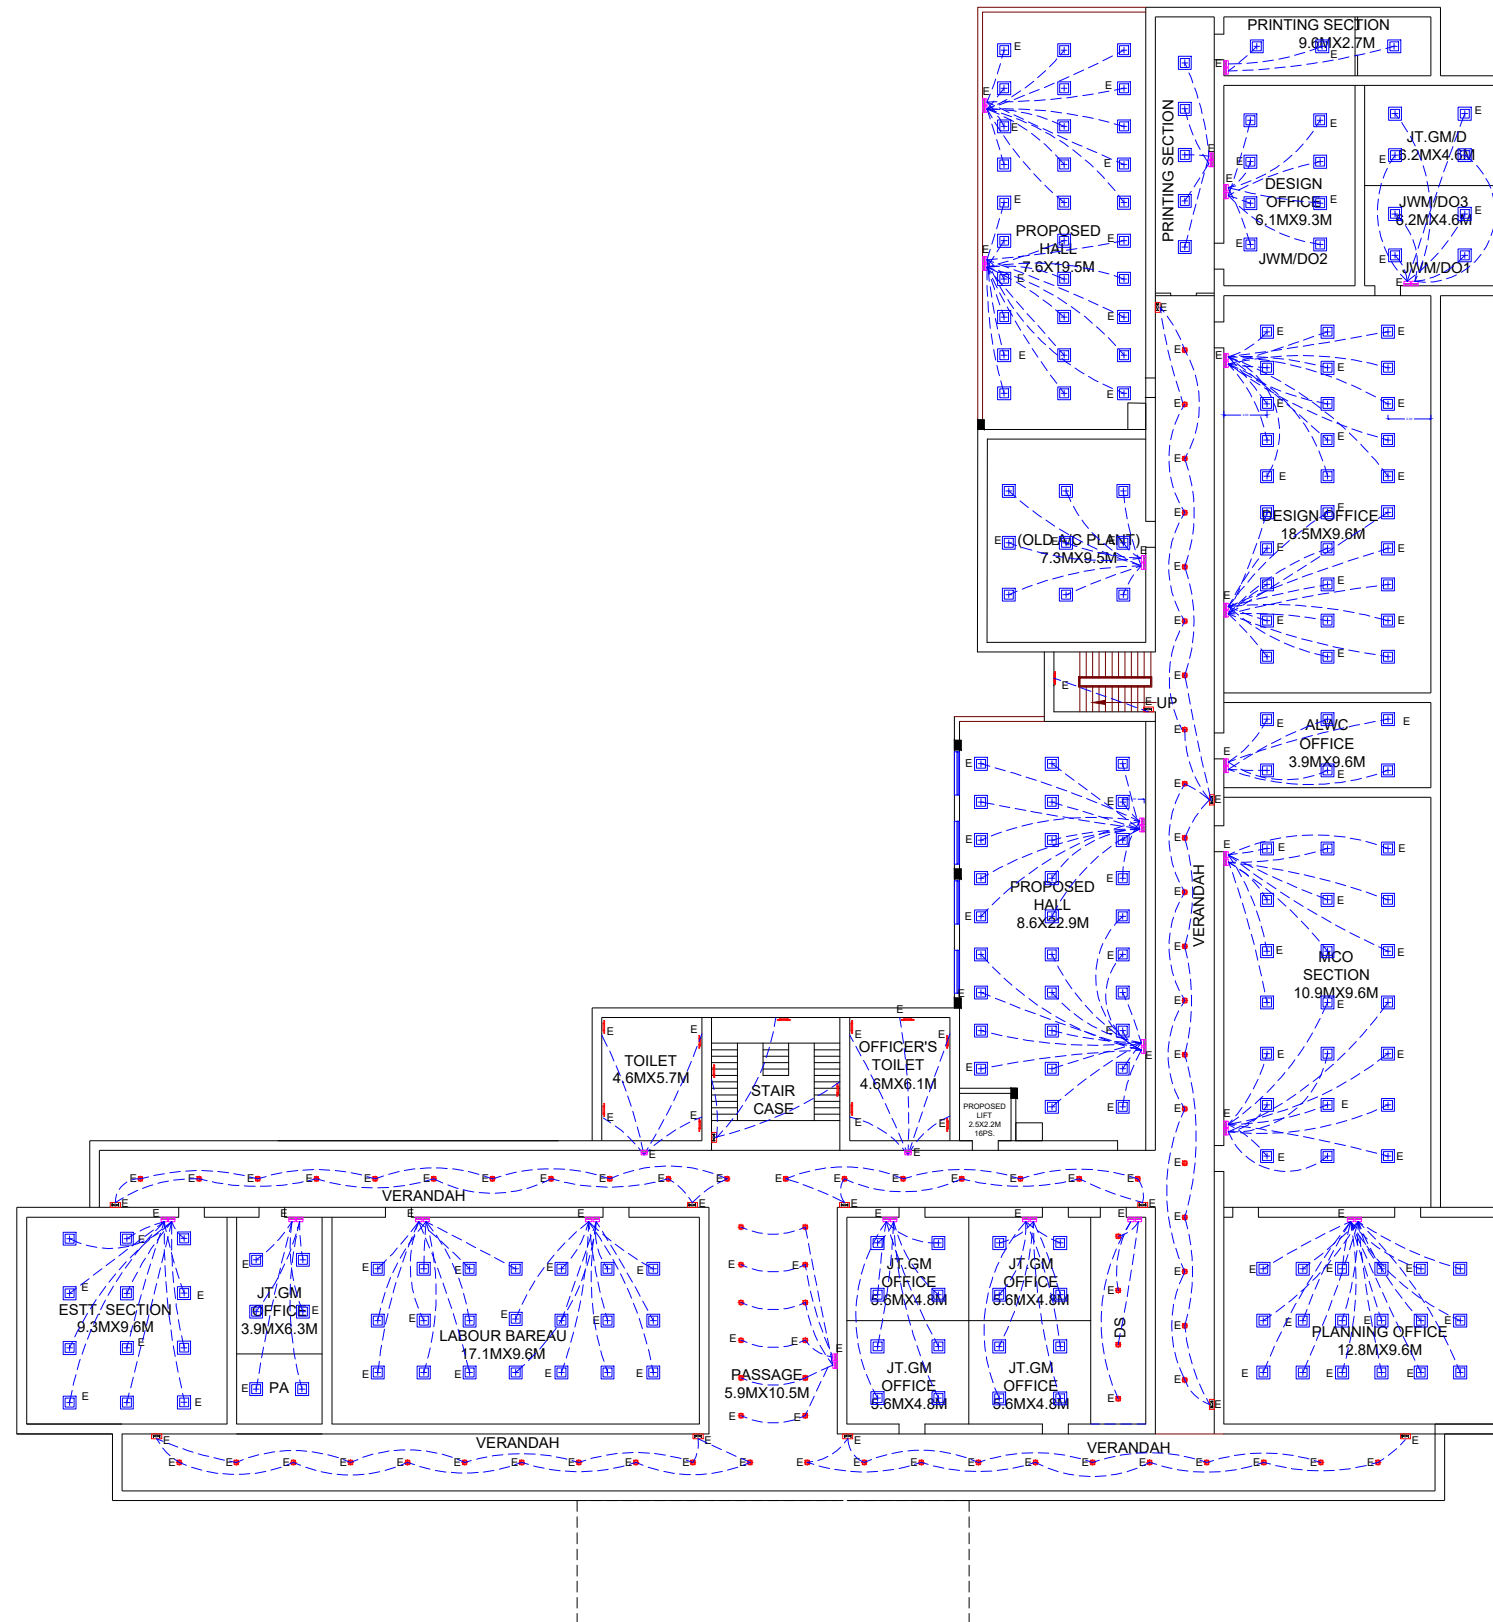 PRINTING SECTION
9.6MX2.7M
PRINTING SECTION
JT.GM/D
6.2MX4.6M
DESIGN
OFFICE
6.1MX9.3M
JWM/DO3
6.2MX4.6M
JWM/DO2
JWM/DO1
PROPOSED
HALL
7.6X19.5M
DESIGN OFFICE
18.5MX9.6M
(OLD A/C PLANT)
7.3MX9.5M
UP
ALWC
OFFICE
3.9MX9.6M
PROPOSED
HALL
8.6X22.9M
VERANDAH
MCO
SECTION
10.9MX9.6M
TOILET
4.6MX5.7M
STAIR
CASE
OFFICER'S
TOILET
4.6MX6.1M
PROPOSED
LIFT
2.5X2.2M
16PS.
VERANDAH
ESTT. SECTION
9.3MX9.6M
JT.GM
OFFICE
3.9MX6.3M
PA
LABOUR BAREAU
17.1MX9.6M
PASSAGE
5.9MX10.5M
JT.GM
OFFICE
5.6MX4.8M
JT.GM
OFFICE
5.6MX4.8M
JT.GM
OFFICE
5.6MX4.8M
JT.GM
OFFICE
5.6MX4.8M
DS
PLANNING OFFICE
12.8MX9.6M
VERANDAH
VERANDAH